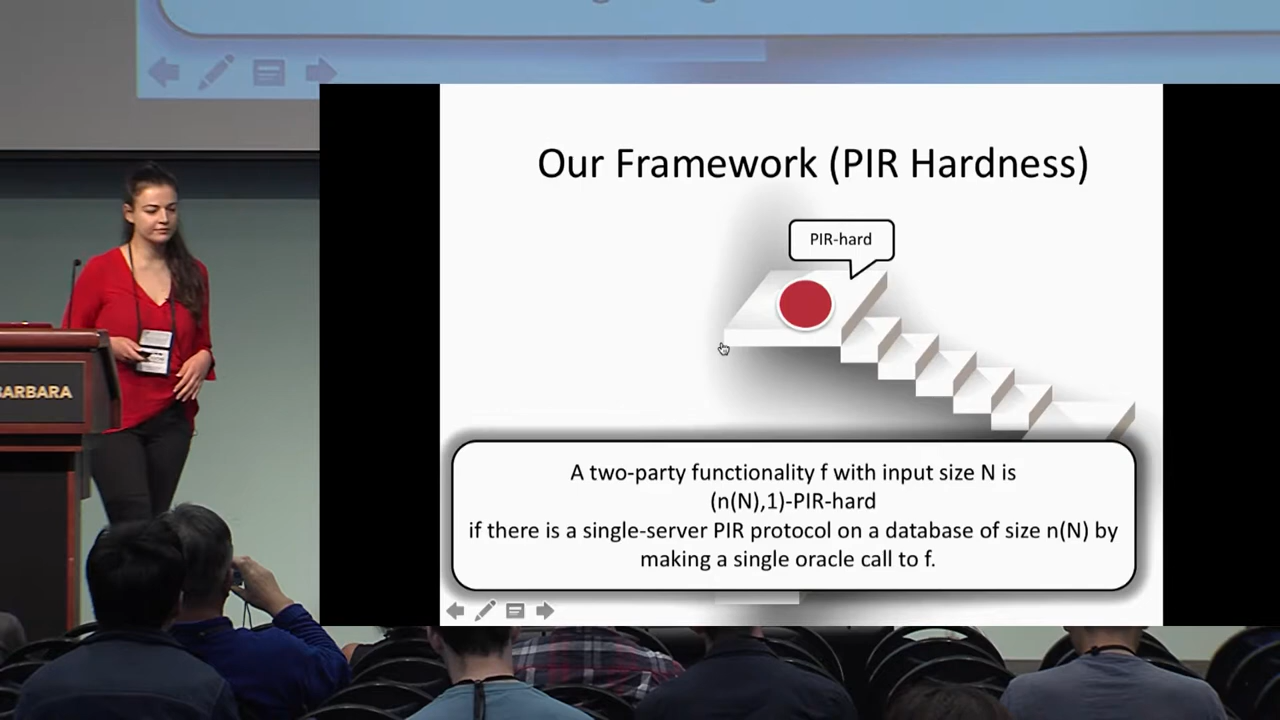 Our Framework (PIR Hardness)
PIR-hard
ARBARA
A two-party functionality f with input size N is
(n(N),1)-PIR-hard
if there is a single-server PIR protocol on a database of size n(N) by
making a single oracle call to f.